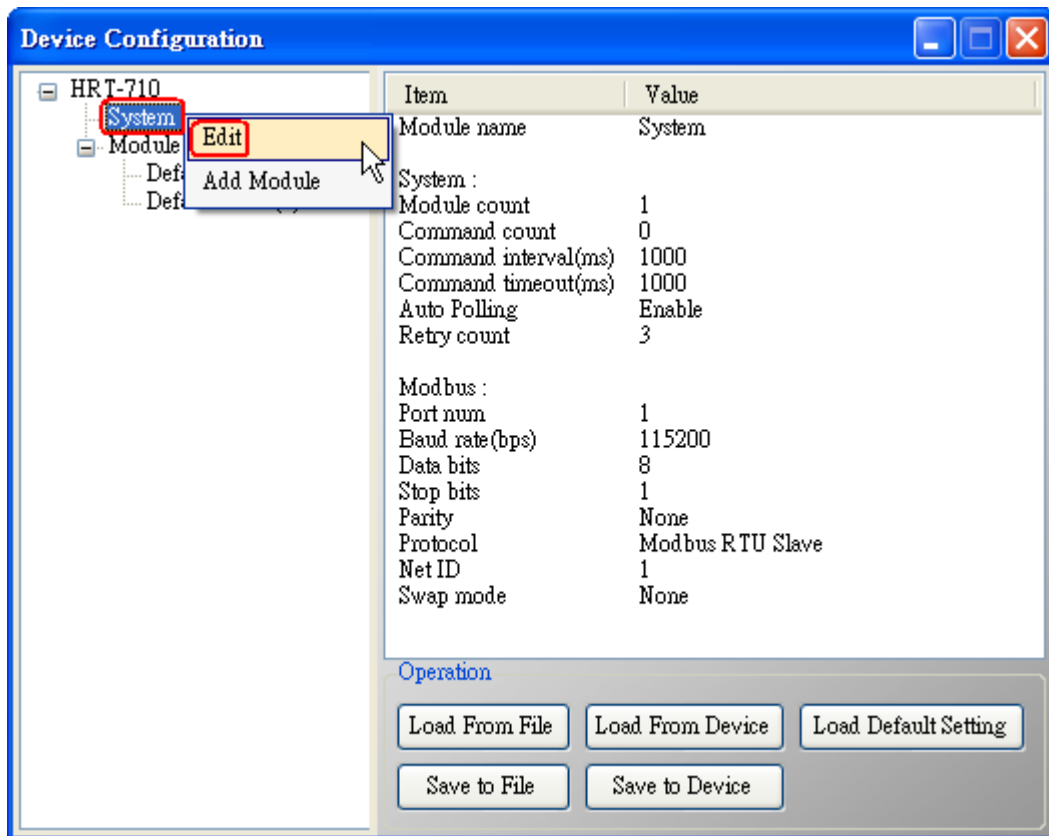 Device Configuration
HRT-710
System
Module
Edit
Add Module
Item Value
Module name System
System :
Module count 1
Command count 0
Command interval(ms) 1000
Command timeout(ms) 1000
Auto Polling Enable
Retry count 3
Modbus :
Port num 1
Baud rate(bps) 115200
Data bits 8
Stop bits 1
Parity None
Protocol Modbus RTU Slave
Net ID 1
Swap mode None
Operation
Load From File Load From Device Load Default Setting
Save to File Save to Device